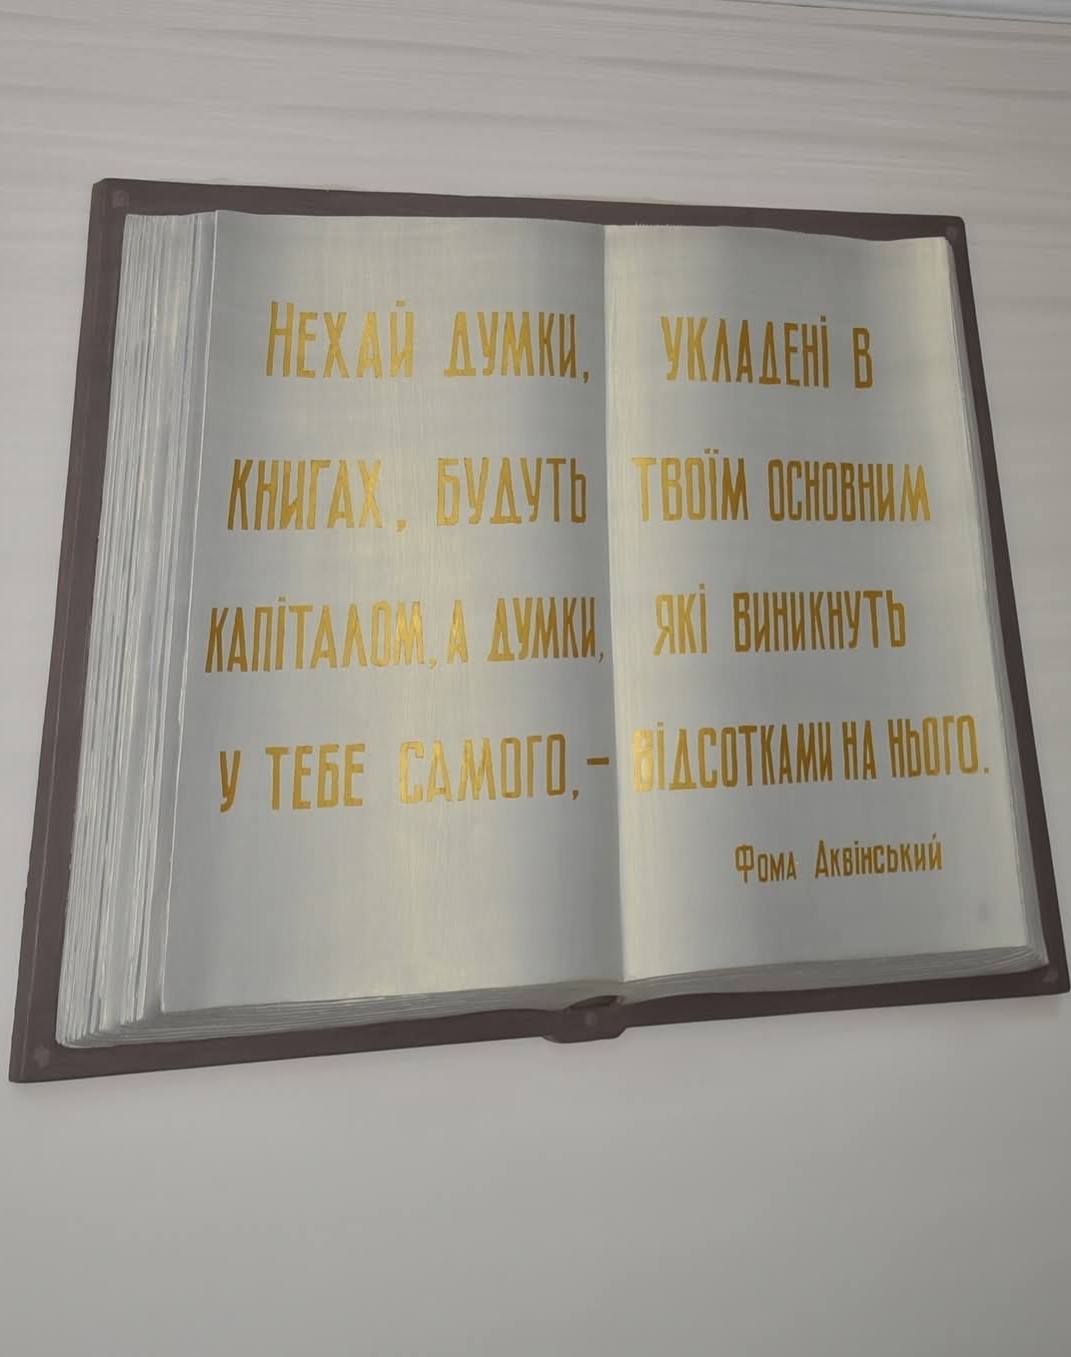 Нехай думки, укладені в
книгах, будуть твоїм основним
капіталом, а думки, які виникнуть
у тебе самого, - відсотками на нього.
Фома Аквінський